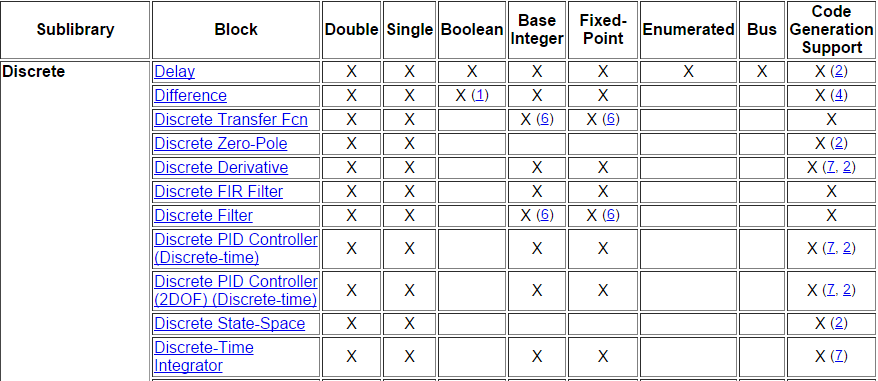 Sublibrary Block Double Single Boolean Base Integer Fixed-Point Enumerated Bus Code Generation Support
Discrete Delay X X X X X X X X (2)
Difference X X X (1) X X X (4)
Discrete Transfer Fcn X X X (6) X (6) X
Discrete Zero-Pole X X X (2)
Discrete Derivative X X X X X (7, 2)
Discrete FIR Filter X X X X X
Discrete Filter X X X (6) X (6) X
Discrete PID Controller
(Discrete-time) X X X X X (7, 2)
Discrete PID Controller
(2DOF) (Discrete-time) X X X X X (7, 2)
Discrete State-Space X X X (2)
Discrete-Time
Integrator X X X X X (7)